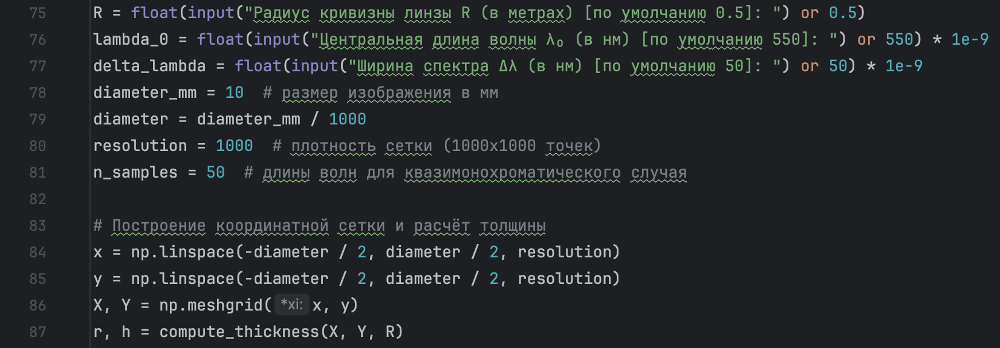 75 R = float(input("Радиус кривизны линзы R (в метрах) [по умолчанию 0.5]: ") or 0.5)
76 lambda_0 = float(input("Центральная длина волны λ₀ (в нм) [по умолчанию 550]: ") or 550) * 1e-9
77 delta_lambda = float(input("Ширина спектра Δλ (в нм) [по умолчанию 50]: ") or 50) * 1e-9
78 diameter_mm = 10  # размер изображения в мм
79 diameter = diameter_mm / 1000
80 resolution = 1000  # плотность сетки (1000x1000 точек)
81 n_samples = 50  # длины волн для квазимонохроматического случая
82
83 # Построение координатной сетки и расчёт толщины
84 x = np.linspace(-diameter / 2, diameter / 2, resolution)
85 y = np.linspace(-diameter / 2, diameter / 2, resolution)
86 X, Y = np.meshgrid( *xi: x, y)
87 r, h = compute_thickness(X, Y, R)